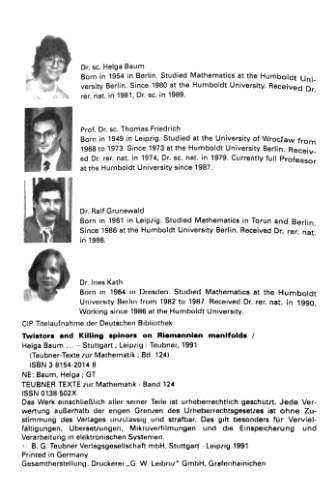 Dr. sc. Helga Baum
Born in 1954 in Berlin. Studied Mathematics at the Humboldt Uni-
versity Berlin. Since 1980 at the Humboldt University. Received Dr.
rer. nat. in 1981, Dr. sc. in 1989.
Prof. Dr. sc. Thomas Friedrich
Born in 1949 in Leipzig. Studied at the University of Wrocław from
1968 to 1973. Since 1973 at the Humboldt University Berlin. Receiv-
ed Dr. rer. nat. in 1974, Dr. sc. nat. in 1979. Currently full Professor
at the Humboldt University since 1987.
Dr. Ralf Grunewald
Born in 1961 in Leipzig. Studied Mathematics in Torun and Berlin.
Since 1986 at the Humboldt University Berlin. Received Dr. rer. nat.
in 1986.
Dr. Ines Kath
Born in 1964 in Dresden. Studied Mathematics at the Humboldt
University Berlin from 1982 to 1987. Received Dr. rer. nat. in 1990.
Working since 1986 at the Humboldt University.
CIP-Titelaufnahme der Deutschen Bibliothek
Twistors and Killing spinors on Riemannian manifolds /
Helga Baum ... – Stuttgart ; Leipzig : Teubner, 1991
(Teubner-Texte zur Mathematik ; Bd. 124)
ISBN 3-8154-2014-8
NE: Baum, Helga ; GT
TEUBNER-TEXTE zur Mathematik · Band 124
ISSN 0138-502X
Das Werk einschließlich aller seiner Teile ist urheberrechtlich geschützt. Jede Ver-
wertung außerhalb der engen Grenzen des Urheberrechtsgesetzes ist ohne Zu-
stimmung des Verlages unzulässig und strafbar. Das gilt besonders für Vervielfäl-
tigungen, Übersetzungen, Mikroverfilmungen und die Einspeicherung und
Verarbeitung in elektronischen Systemen.
B. G. Teubner Verlagsgesellschaft mbH, Stuttgart · Leipzig 1991
Printed in Germany
Gesamtherstellung: Druckerei „G. W. Leibniz" GmbH, Gräfenhainichen